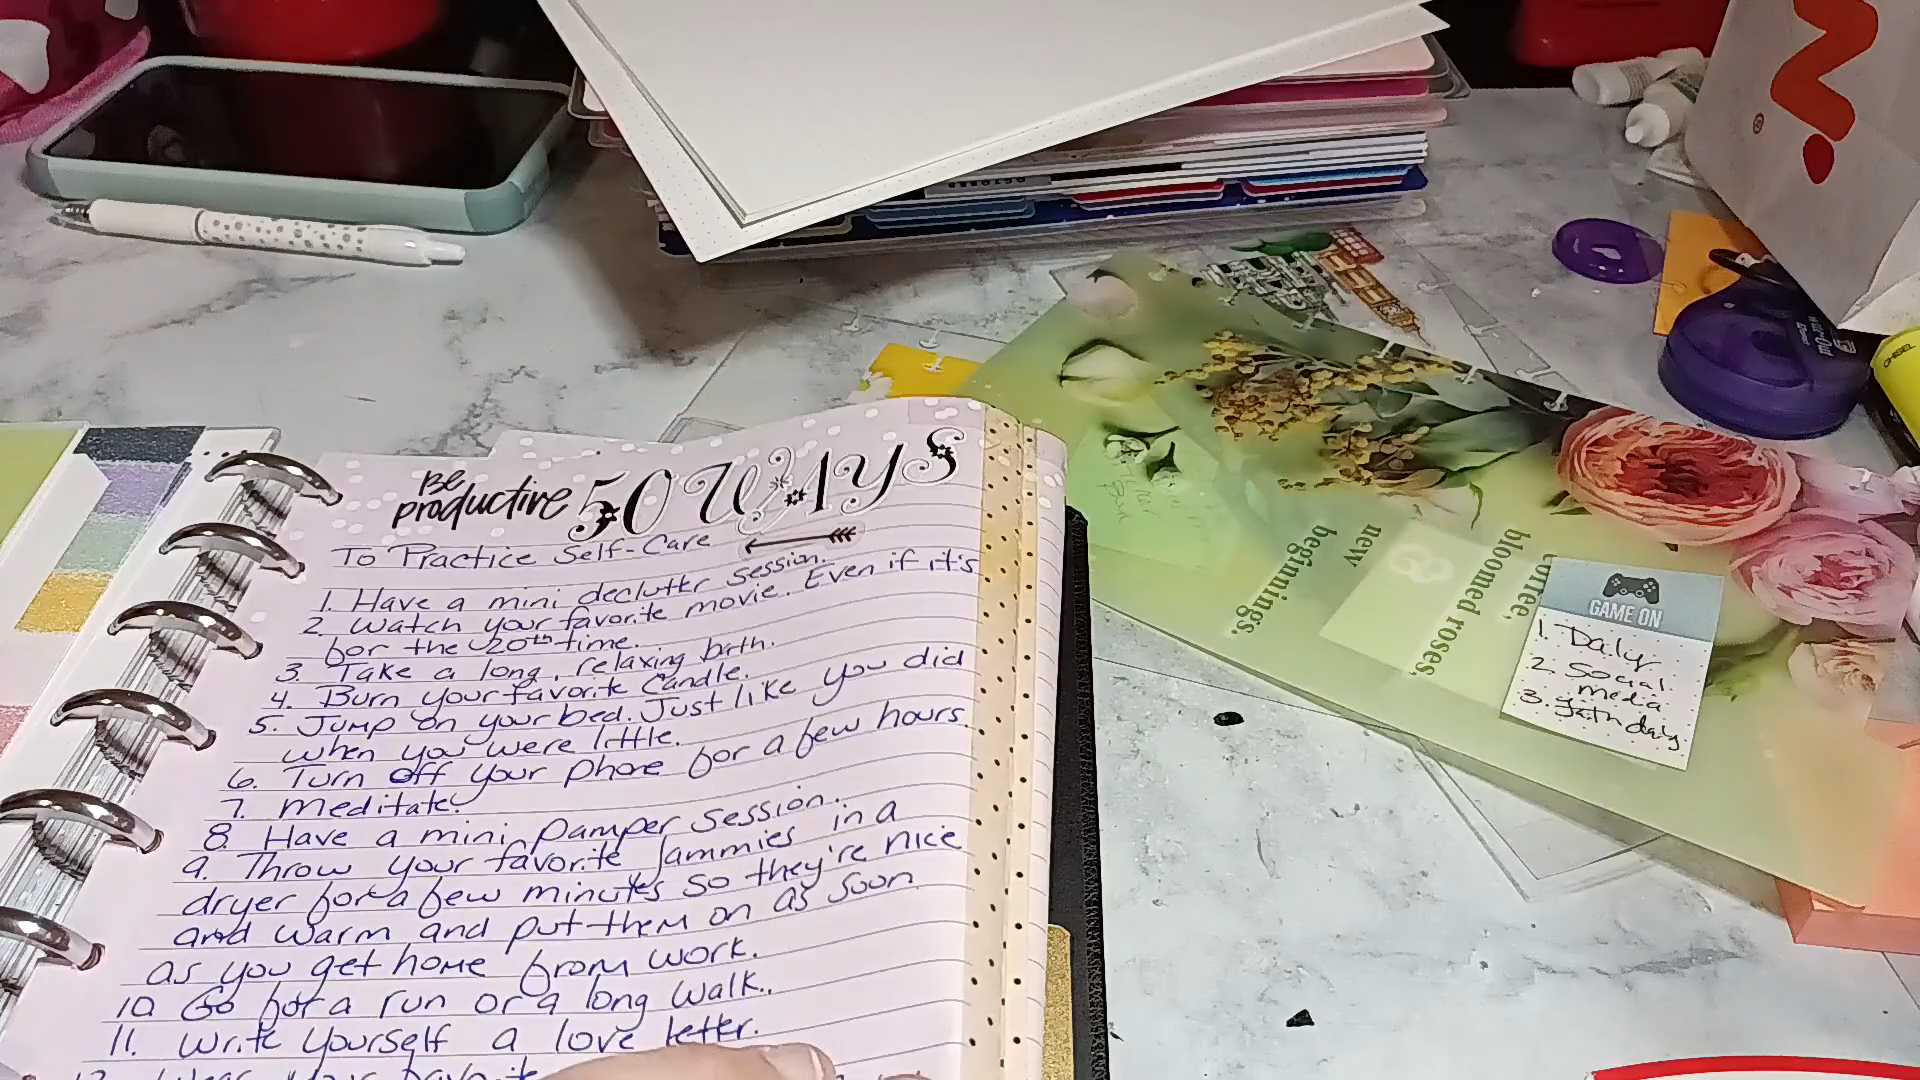 Be
productive 50 WAYS
To Practice Self-Care
1. Have a mini declutter session.
2. Watch your favorite movie. Even if it's
for the 20th time.
3. Take a long, relaxing bath.
4. Burn your favorite Candle.
5. Jump on your bed. Just like you did
when you were little.
6. Turn off your phone for a few hours.
7. Meditate.
8. Have a mini pamper session.
9. Throw your favorite Jammies in a
dryer for a few minutes so they're nice
and warm and put them on as soon
as you get home from work.
10 Go for a run or a long walk.
11. Write yourself a love letter.
12. Wear your favorite
bloomed roses,
new
beginnings.
GAME ON
1. Daily
2. Social
media